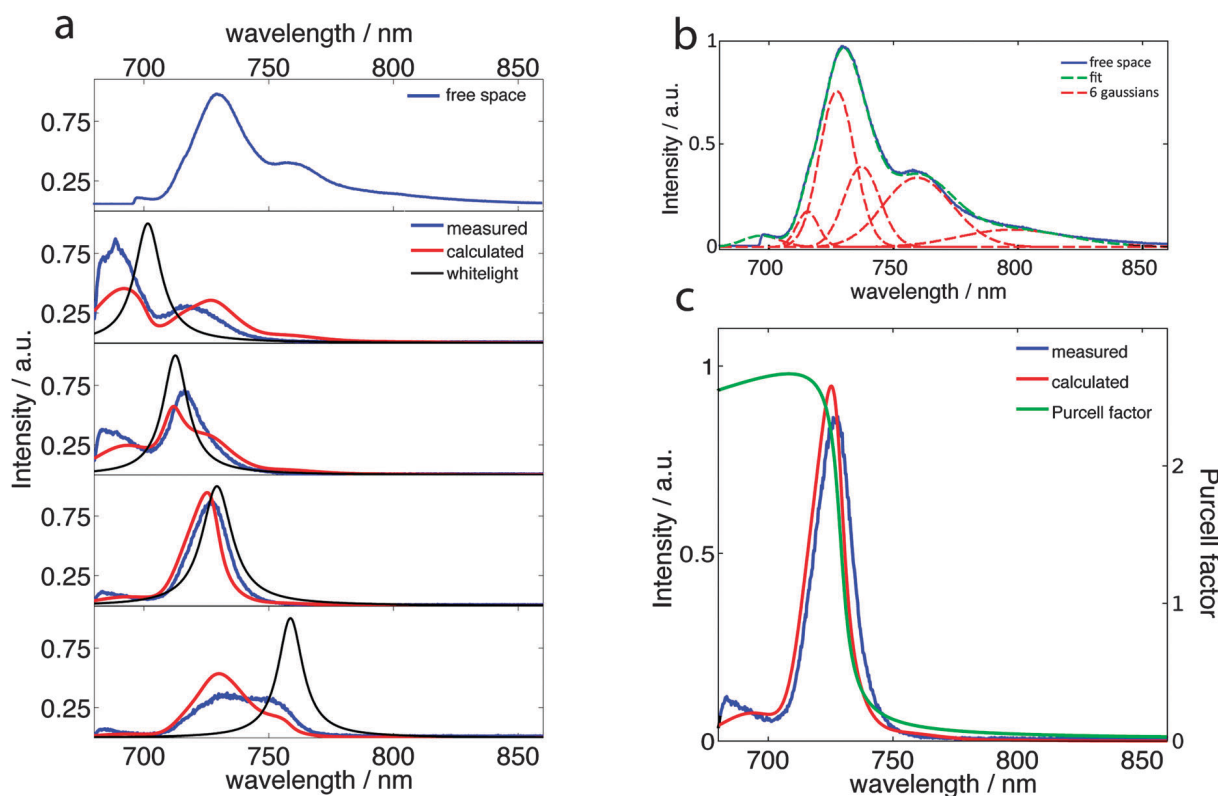 a
wavelength / nm
700 750 800 850
free space
0.75
0.25
measured
calculated
whitelight
0.75
0.25
0.75
0.25
0.75
0.25
0.75
0.25
Intensity / a.u.
700 750 800 850
wavelength / nm
b
free space
fit
6 gaussians
1
0.5
0
Intensity / a.u.
700 750 800 850
wavelength / nm
c
measured
calculated
Purcell factor
1
0.5
0
Intensity / a.u.
2
1
0
Purcell factor
700 750 800 850
wavelength / nm